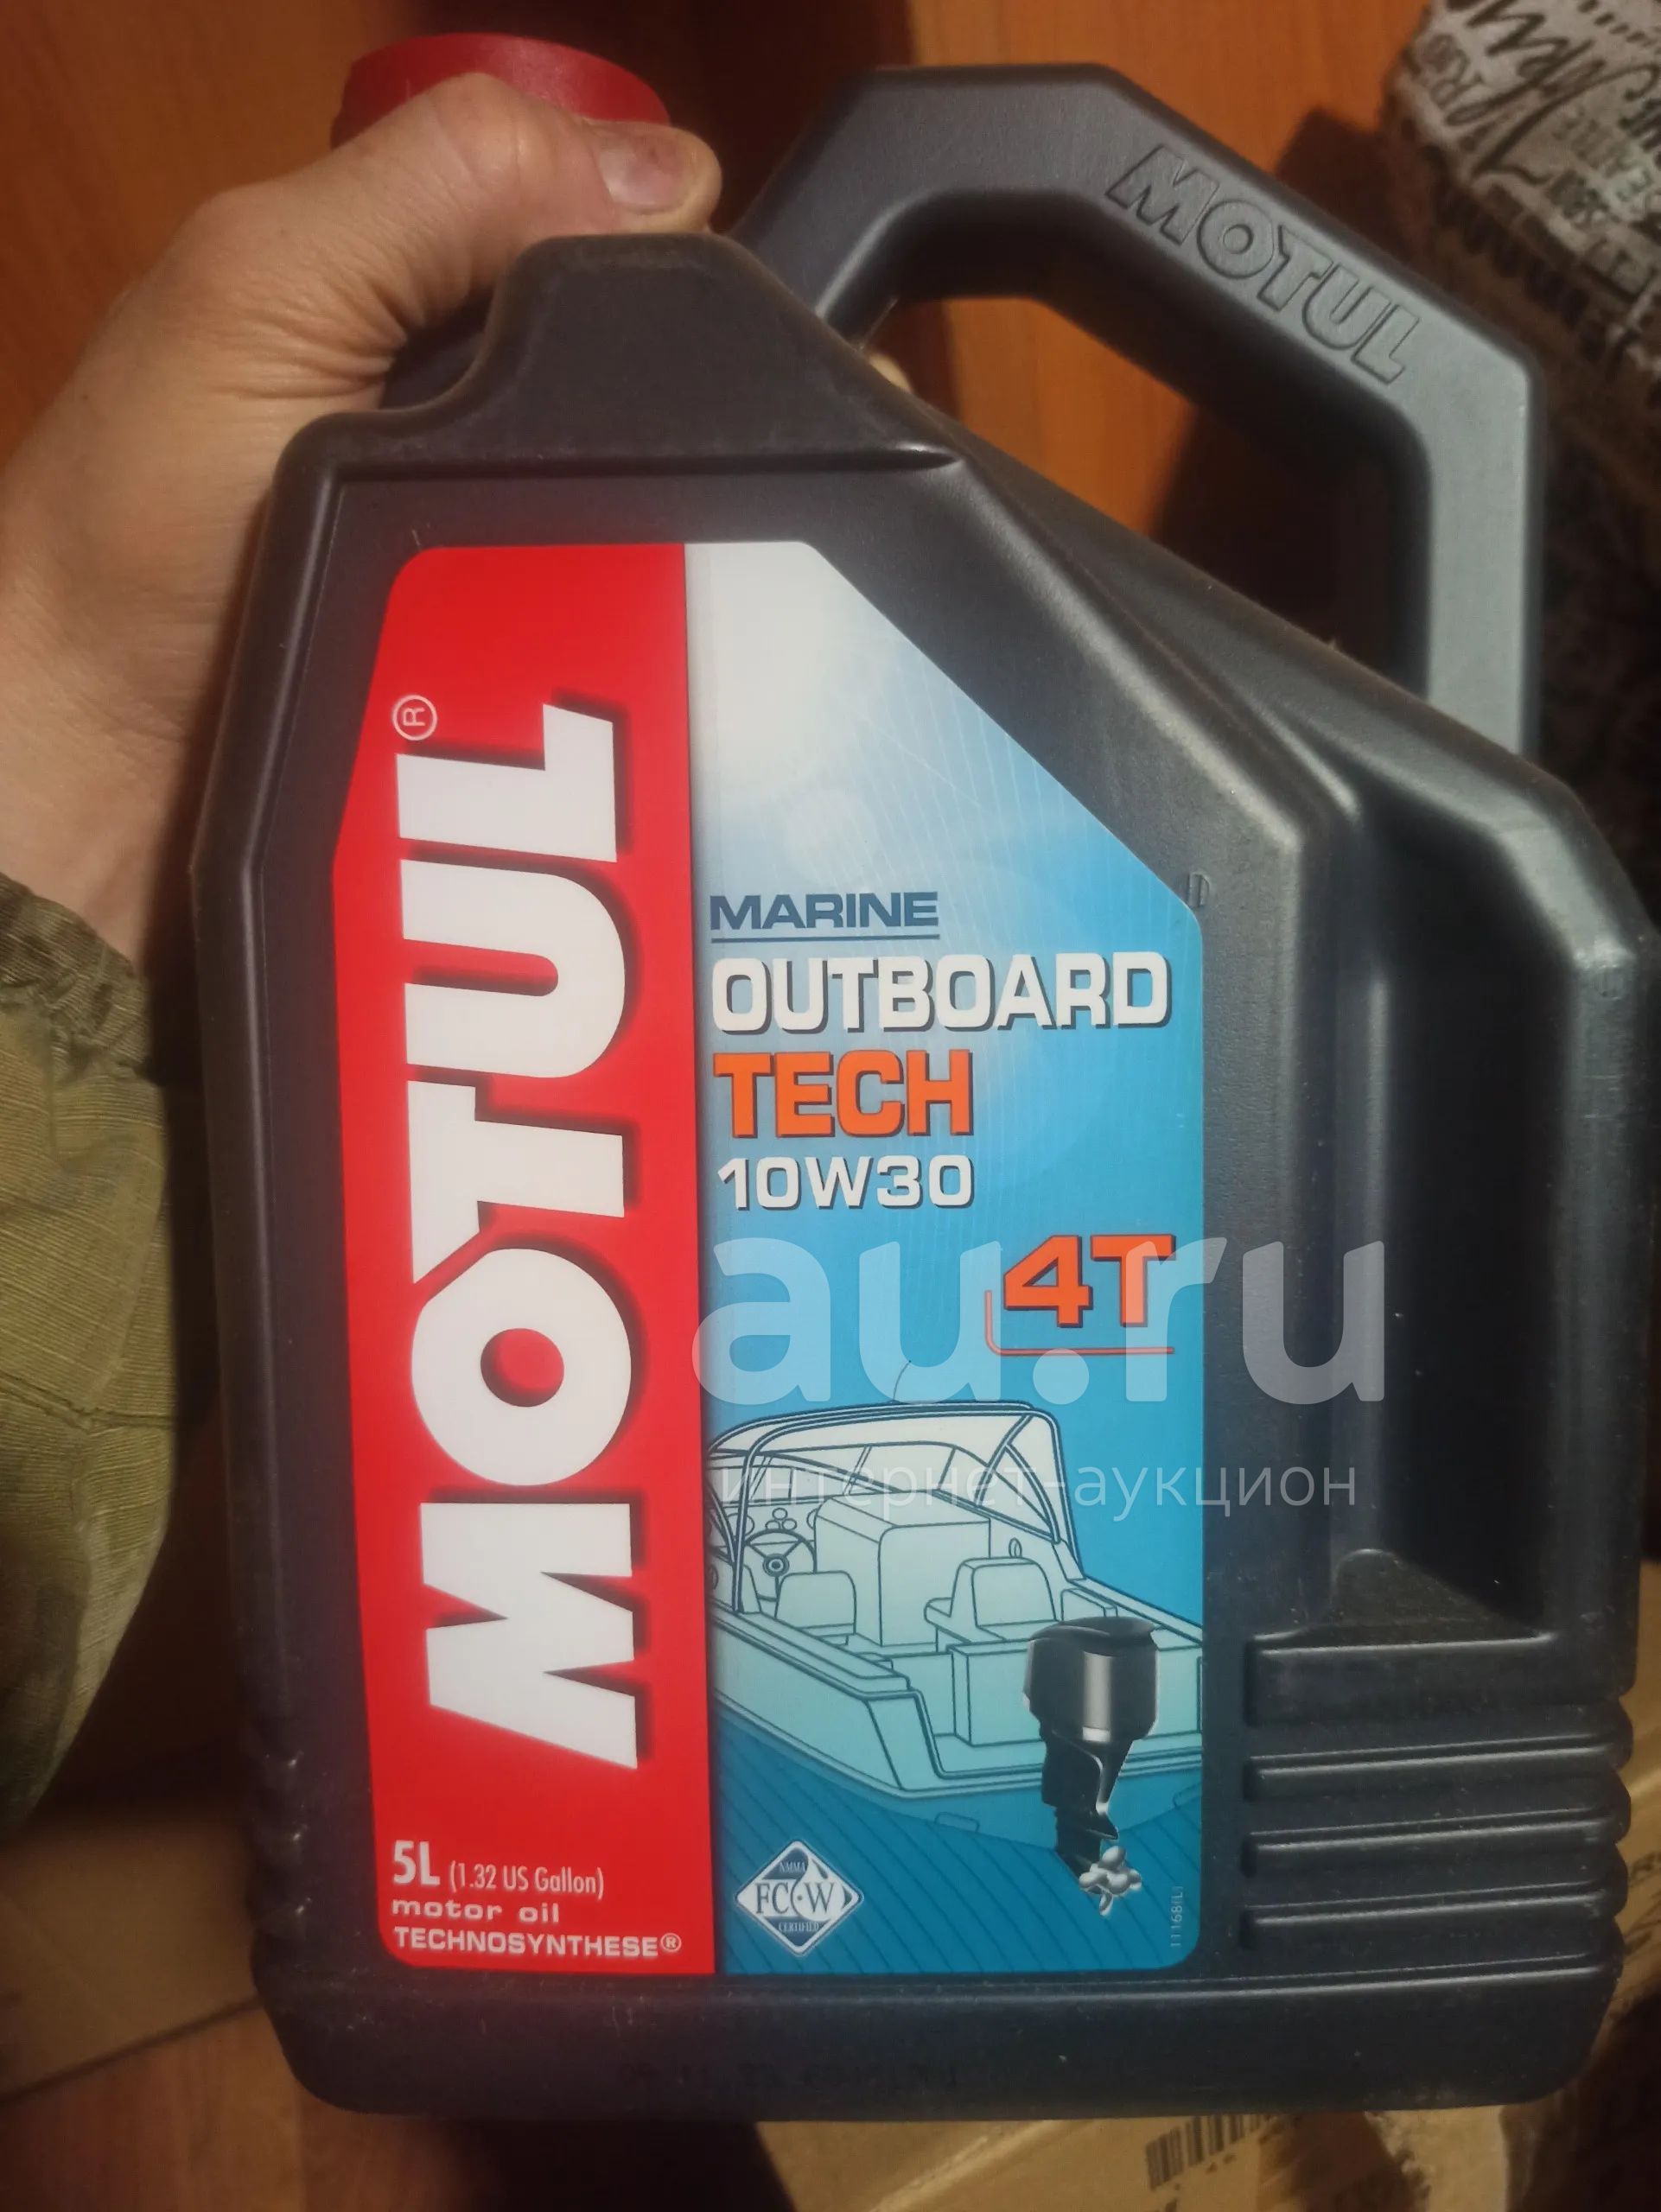 MOTUL
MOTUL®
MARINE
OUTBOARD
TECH
10W30
4T
au.ru
интернет-аукцион
5L (1.32 US Gallon)
motor oil
TECHNOSYNTHESE®
NMMA
FC-W
CERTIFIED